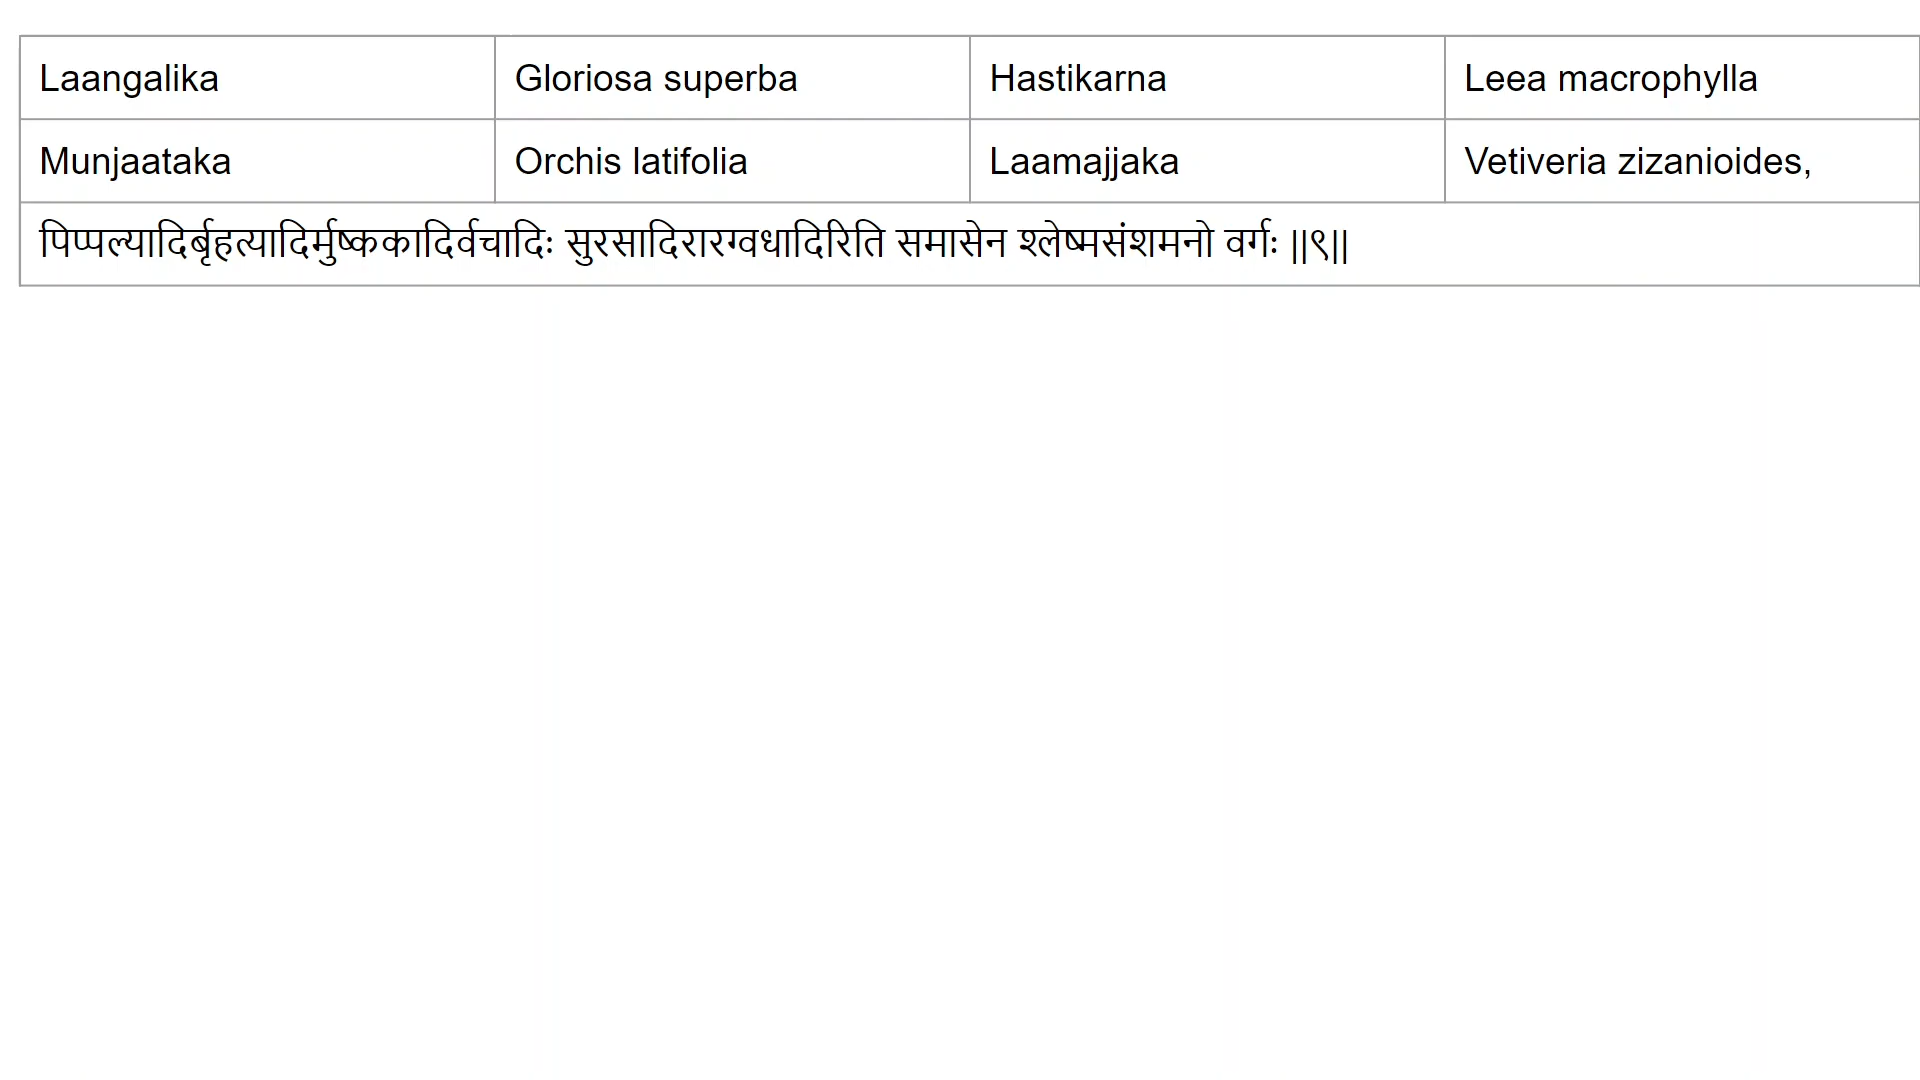 Laangalika Gloriosa superba Hastikarna Leea macrophylla
Munjaataka Orchis latifolia Laamajjaka Vetiveria zizanioides,
पिप्पल्यादिर्बृहत्यादिर्मुष्ककादिर्वचादिः सुरसादिरारग्वधादिरिति समासेन श्लेष्मसंशमनो वर्गः ||९||